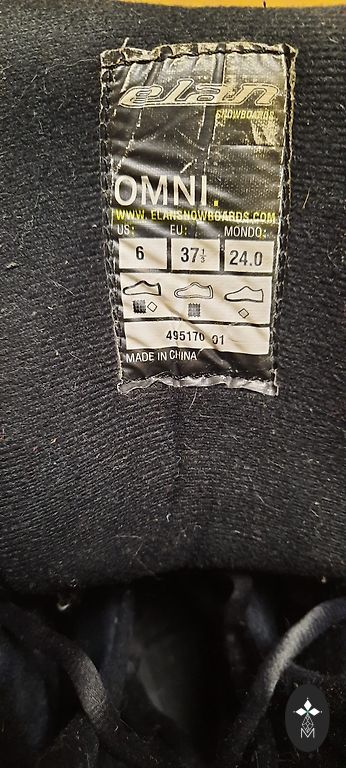 elan
SNOWBOARDS
OMNI.
WWW.ELANSNOWBOARDS.COM
US: EU: MONDO:
6 37⅓ 24.0
495170 01
MADE IN CHINA
M